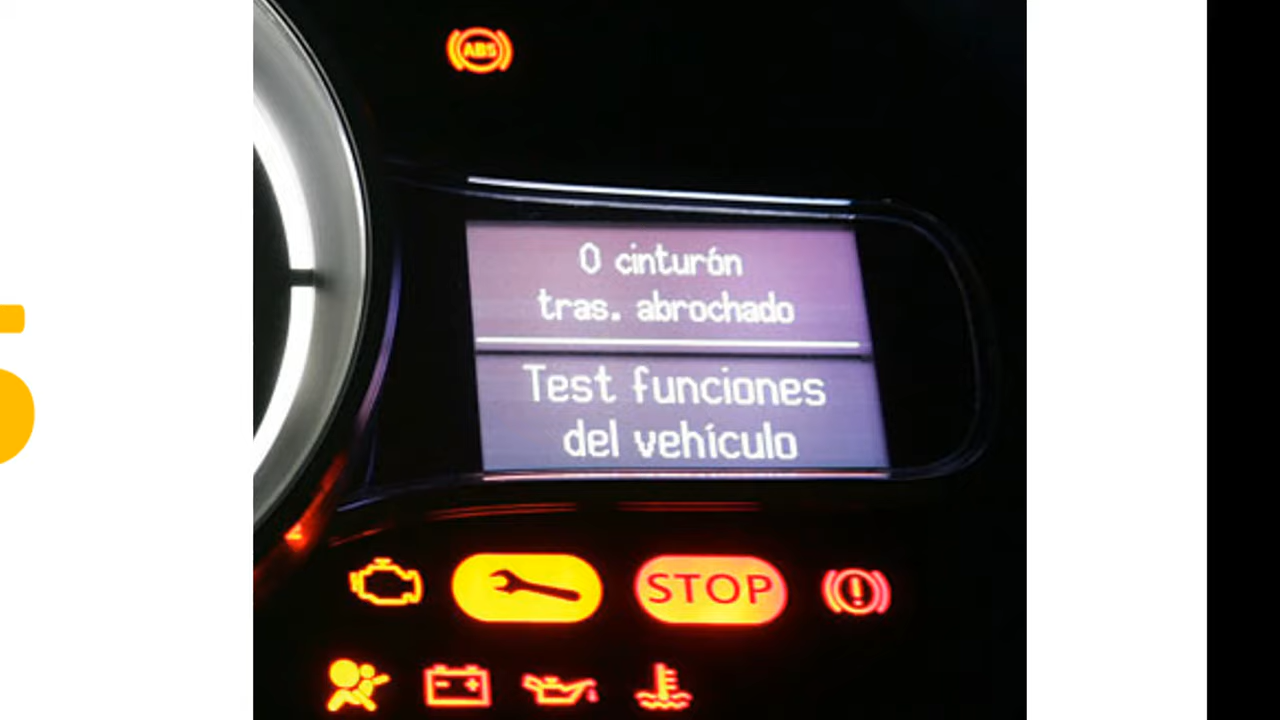 ABS
0 cinturón
tras. abrochado
Test funciones
del vehículo
STOP